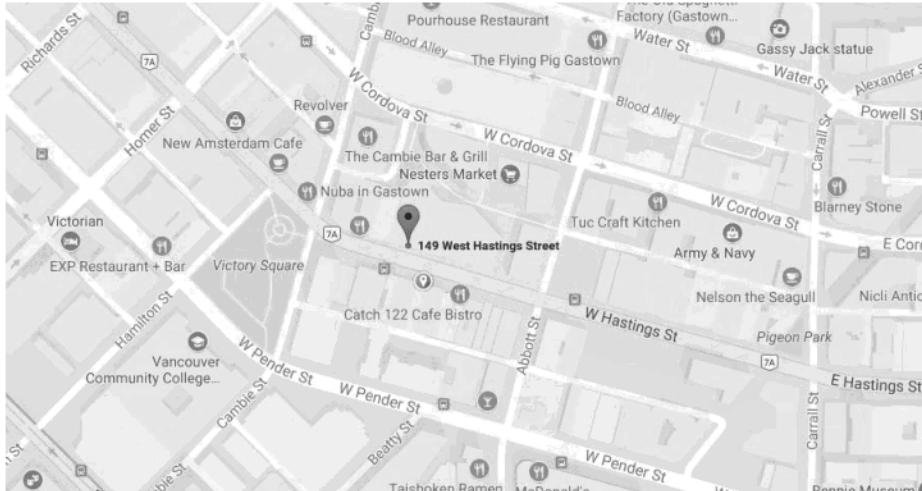 Richards St
7A
Pourhouse Restaurant
Blood Alley
The Flying Pig Gastown
Factory (Gastown...
Water St
Gassy Jack statue
Water St
Alexander St
Powell St
Homer St
Revolver
New Amsterdam Cafe
W Cordova St
Blood Alley
W Cordova St
The Cambie Bar & Grill
Nesters Market
Nuba in Gastown
Carrall St
W Cordova St
Blarney Stone
Victorian
EXP Restaurant + Bar
Victory Square
7A
149 West Hastings Street
Tuc Craft Kitchen
Army & Navy
Nelson the Seagull
Hamilton St
Catch 122 Cafe Bistro
W Hastings St
Abbott St
Pigeon Park
7A
E Hastings St
Vancouver
Community College...
W Pender St
Cambie St
W Pender St
Beatty St
W Pender St
Carrall St
Taishoken Ramen
McDonald's